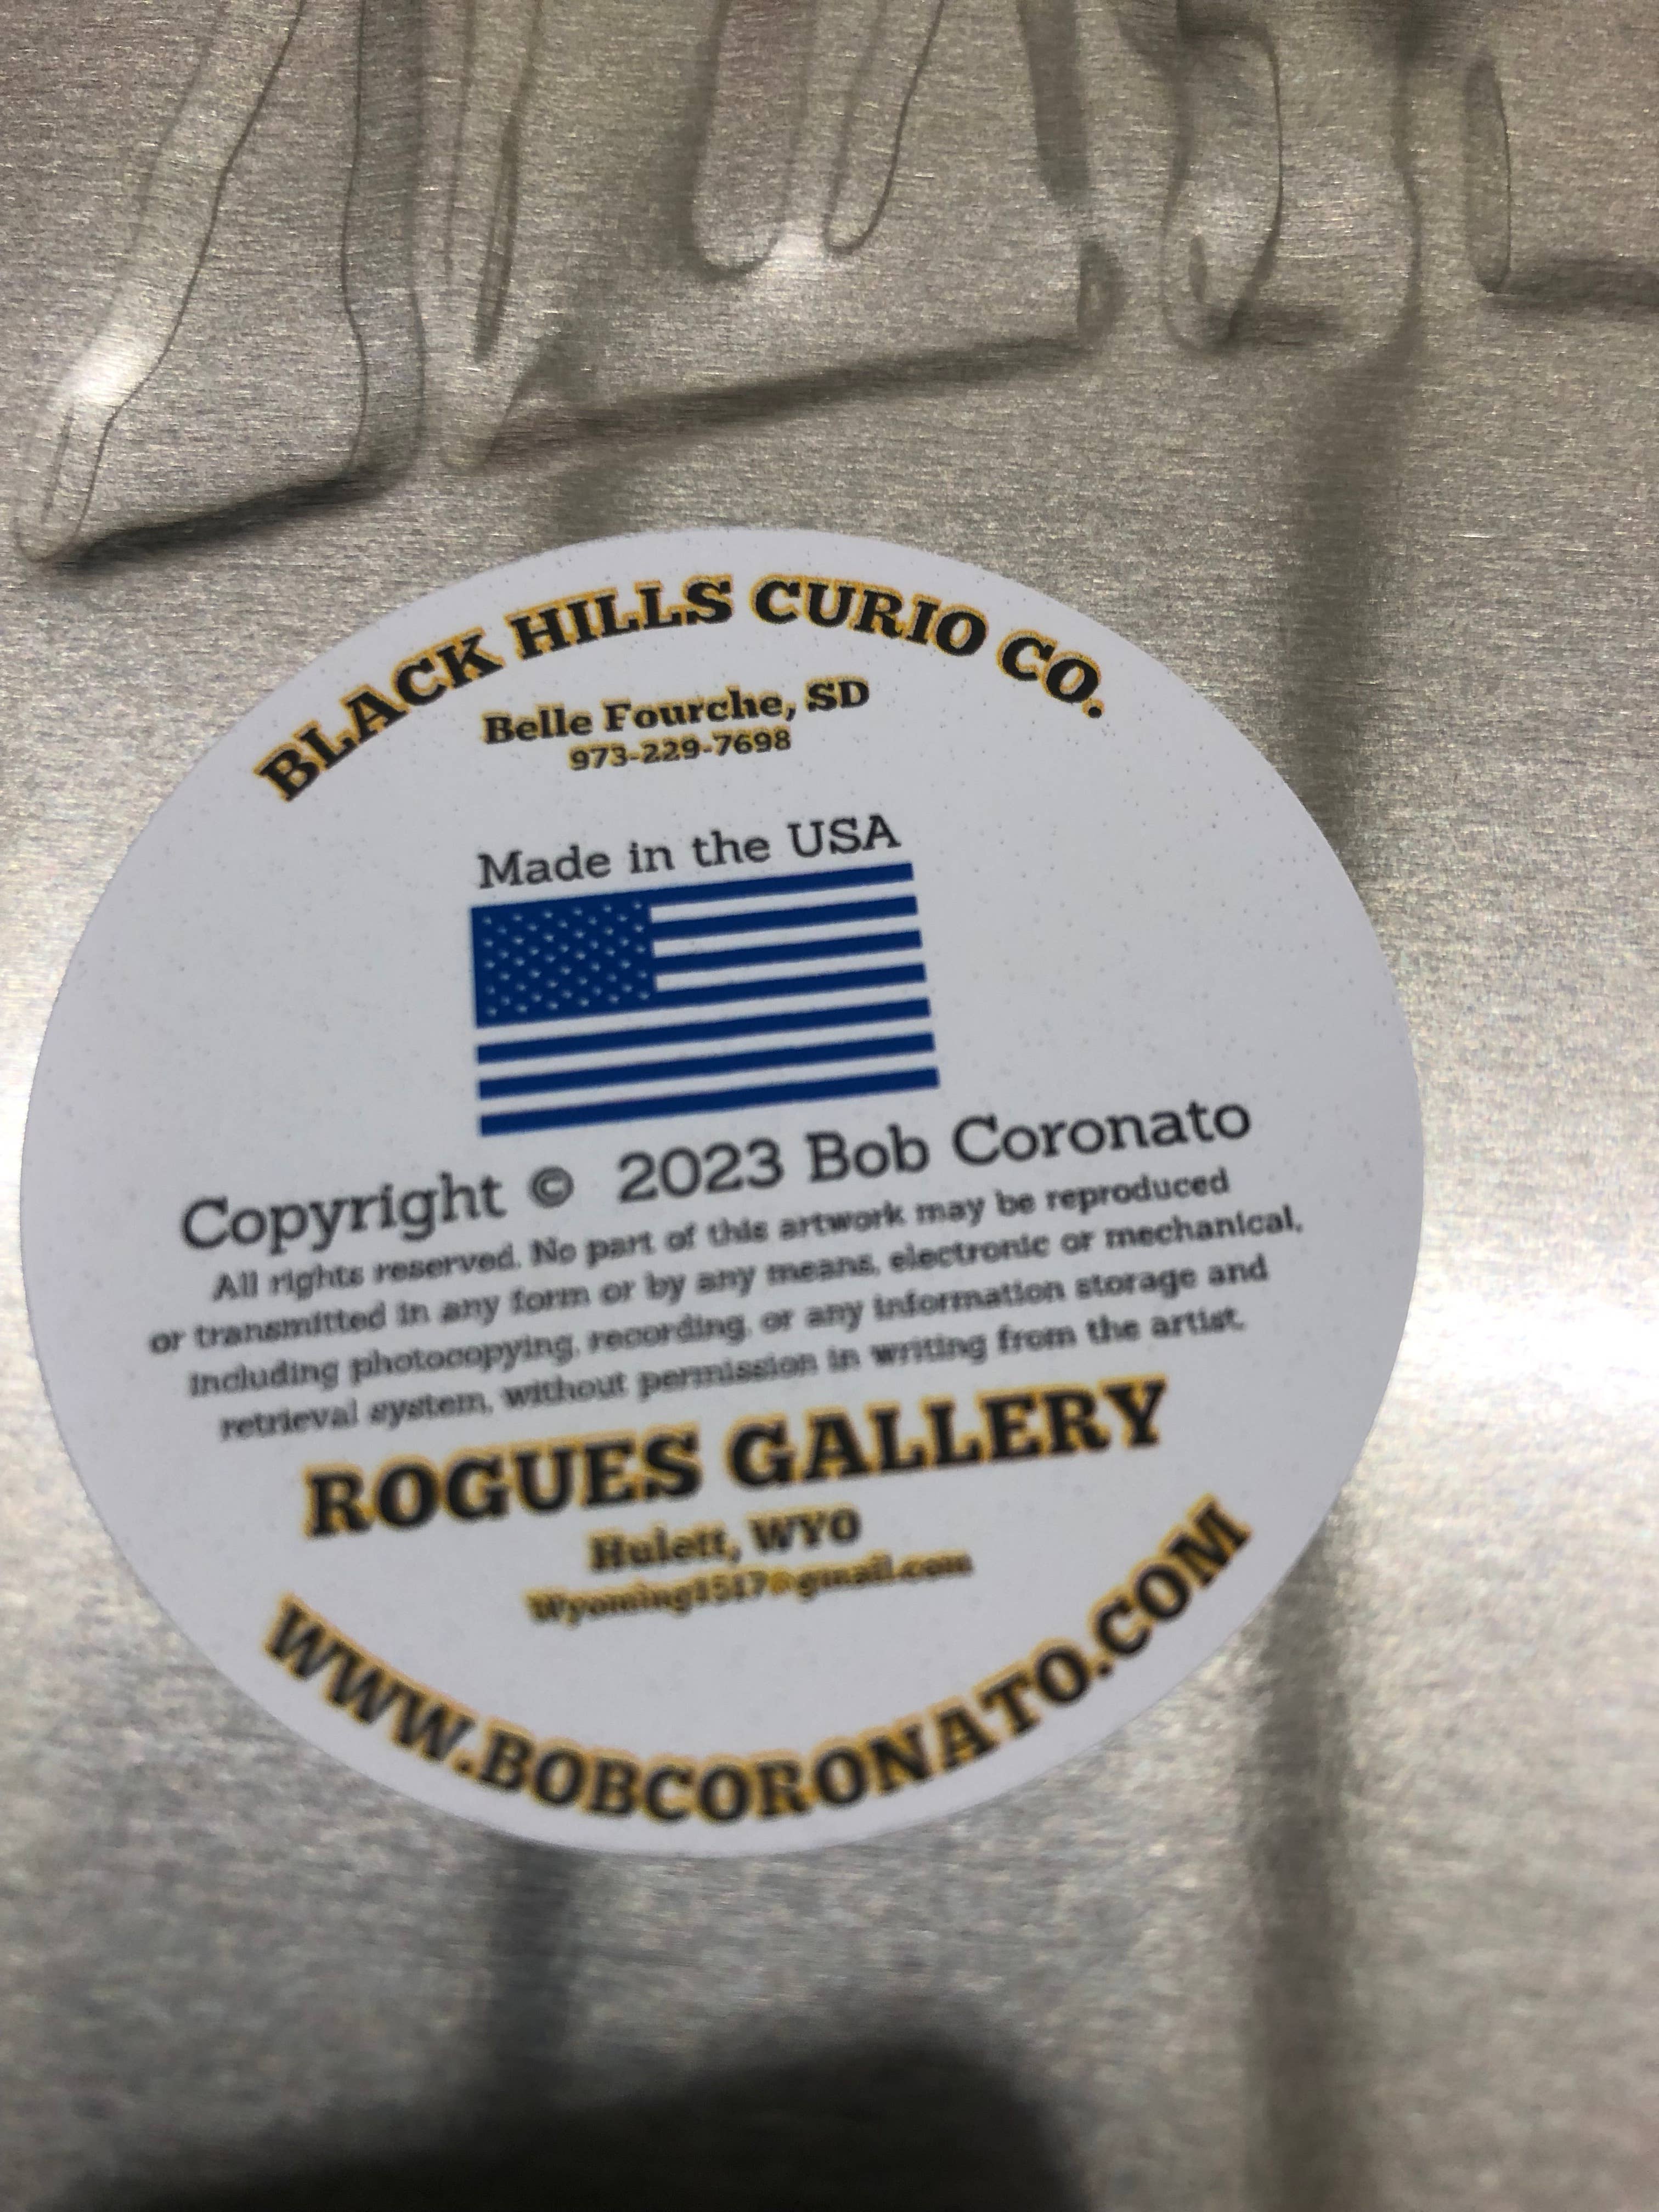 BLACK HILLS CURIO CO.
Belle Fourche, SD
973-229-7698
Made in the USA
Copyright © 2023 Bob Coronato
All rights reserved. No part of this artwork may be reproduced
or transmitted in any form or by any means, electronic or mechanical,
including photocopying, recording, or any information storage and
retrieval system, without permission in writing from the artist.
ROGUES GALLERY
Hulett, WYO
Wyoming1517@gmail.com
WWW.BOBCORONATO.COM